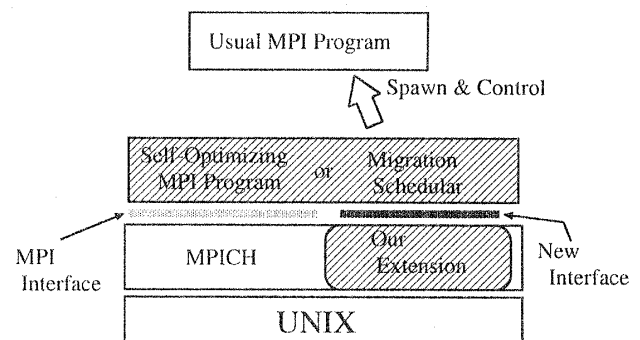 Usual MPI Program
Spawn & Control
Self-Optimizing
MPI Program
or
Migration
Schedular
MPI
Interface
MPICH
Our
Extension
New
Interface
UNIX